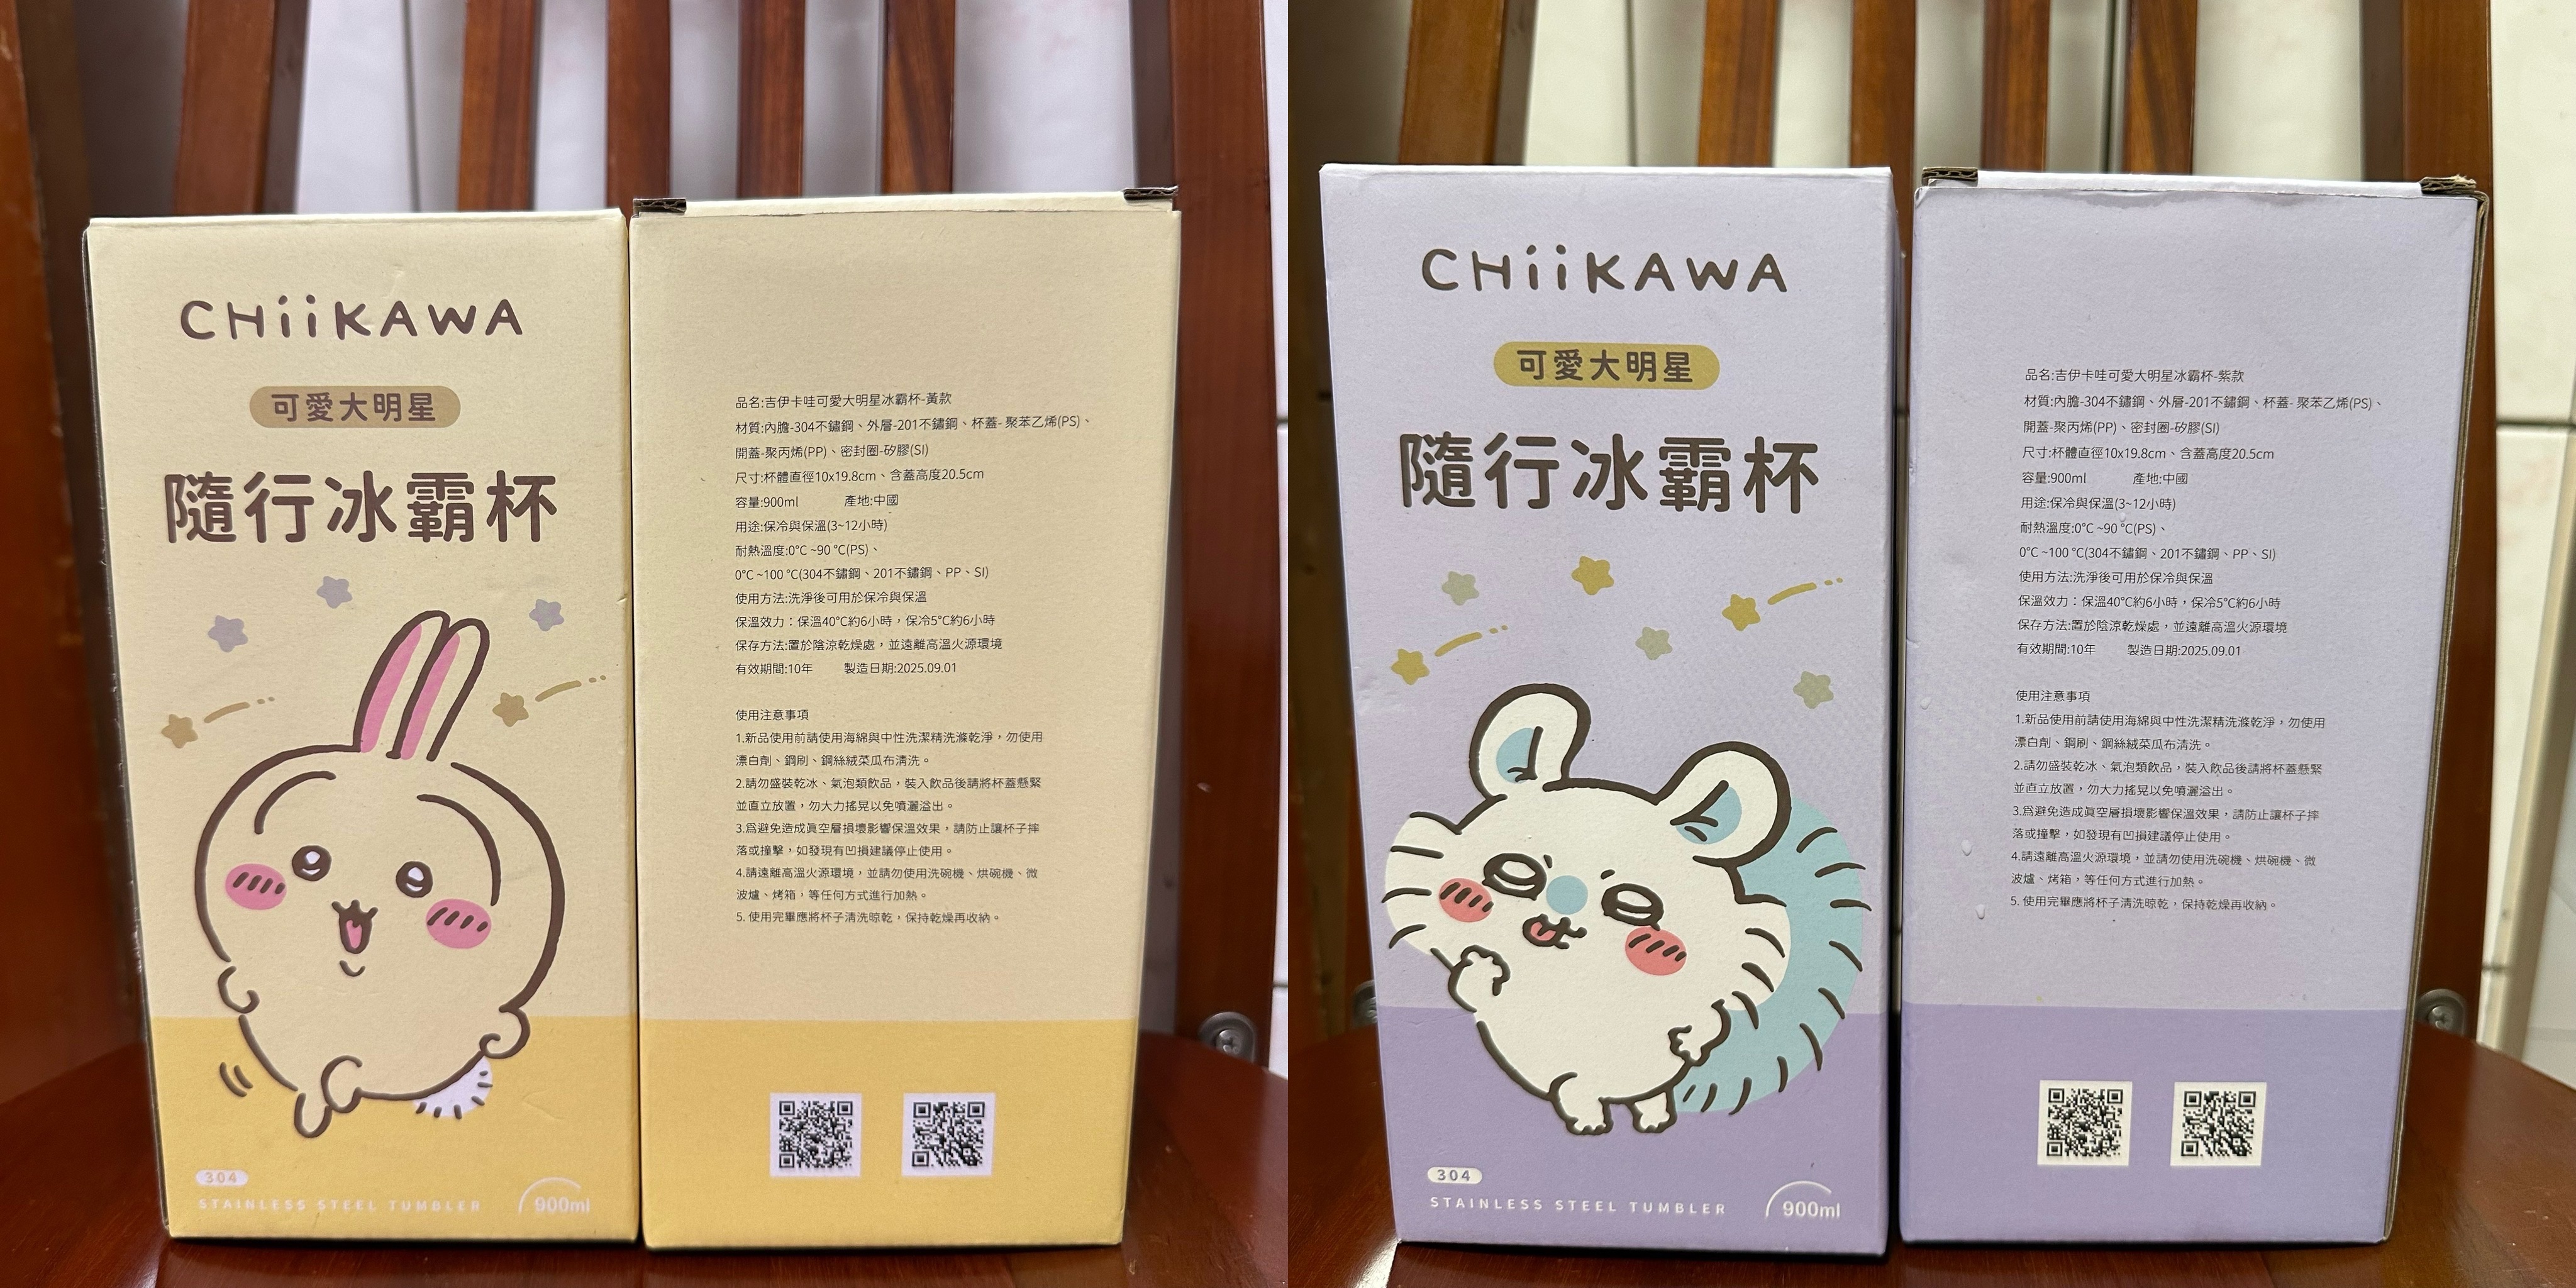 CHiiKAWA
可愛大明星
隨行冰霸杯
304
STAINLESS STEEL TUMBLER
900ml
品名:吉伊卡哇可愛大明星冰霸杯-黃款
材質:內膽-304不鏽鋼、外層-201不鏽鋼、杯蓋- 聚苯乙烯(PS)、
開蓋-聚丙烯(PP)、密封圈-矽膠(SI)
尺寸:杯體直徑10x19.8cm、含蓋高度20.5cm
容量:900ml 產地:中國
用途:保冷與保溫(3~12小時)
耐熱溫度:0°C ~90 °C(PS)、
0°C ~100 °C(304不鏽鋼、201不鏽鋼、PP、SI)
使用方法:洗淨後可用於保冷與保溫
保溫效力：保溫40°C約6小時，保冷5°C約6小時
保存方法:置於陰涼乾燥處，並遠離高溫火源環境
有效期間:10年 製造日期:2025.09.01
使用注意事項
1.新品使用前請使用海綿與中性洗潔精洗滌乾淨，勿使用
漂白劑、鋼刷、鋼絲絨菜瓜布清洗。
2.請勿盛裝乾冰、氣泡類飲品，裝入飲品後請將杯蓋懸緊
並直立放置，勿大力搖晃以免噴灑溢出。
3.為避免造成真空層損壞影響保溫效果，請防止讓杯子摔
落或撞擊，如發現有凹損建議停止使用。
4.請遠離高溫火源環境，並請勿使用洗碗機、烘碗機、微
波爐、烤箱，等任何方式進行加熱。
5. 使用完畢應將杯子清洗晾乾，保持乾燥再收納。
CHiiKAWA
可愛大明星
隨行冰霸杯
304
STAINLESS STEEL TUMBLER
900ml
品名:吉伊卡哇可愛大明星冰霸杯-紫款
材質:內膽-304不鏽鋼、外層-201不鏽鋼、杯蓋- 聚苯乙烯(PS)、
開蓋-聚丙烯(PP)、密封圈-矽膠(SI)
尺寸:杯體直徑10x19.8cm、含蓋高度20.5cm
容量:900ml 產地:中國
用途:保冷與保溫(3~12小時)
耐熱溫度:0°C ~90 °C(PS)、
0°C ~100 °C(304不鏽鋼、201不鏽鋼、PP、SI)
使用方法:洗淨後可用於保冷與保溫
保溫效力：保溫40°C約6小時，保冷5°C約6小時
保存方法:置於陰涼乾燥處，並遠離高溫火源環境
有效期間:10年 製造日期:2025.09.01
使用注意事項
1.新品使用前請使用海綿與中性洗潔精洗滌乾淨，勿使用
漂白劑、鋼刷、鋼絲絨菜瓜布清洗。
2.請勿盛裝乾冰、氣泡類飲品，裝入飲品後請將杯蓋懸緊
並直立放置，勿大力搖晃以免噴灑溢出。
3.為避免造成真空層損壞影響保溫效果，請防止讓杯子摔
落或撞擊，如發現有凹損建議停止使用。
4.請遠離高溫火源環境，並請勿使用洗碗機、烘碗機、微
波爐、烤箱，等任何方式進行加熱。
5. 使用完畢應將杯子清洗晾乾，保持乾燥再收納。